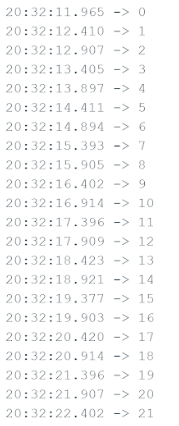 20:32:11.965 -> 0
20:32:12.410 -> 1
20:32:12.907 -> 2
20:32:13.405 -> 3
20:32:13.897 -> 4
20:32:14.411 -> 5
20:32:14.894 -> 6
20:32:15.393 -> 7
20:32:15.905 -> 8
20:32:16.402 -> 9
20:32:16.914 -> 10
20:32:17.396 -> 11
20:32:17.909 -> 12
20:32:18.423 -> 13
20:32:18.921 -> 14
20:32:19.377 -> 15
20:32:19.903 -> 16
20:32:20.420 -> 17
20:32:20.914 -> 18
20:32:21.396 -> 19
20:32:21.907 -> 20
20:32:22.402 -> 21